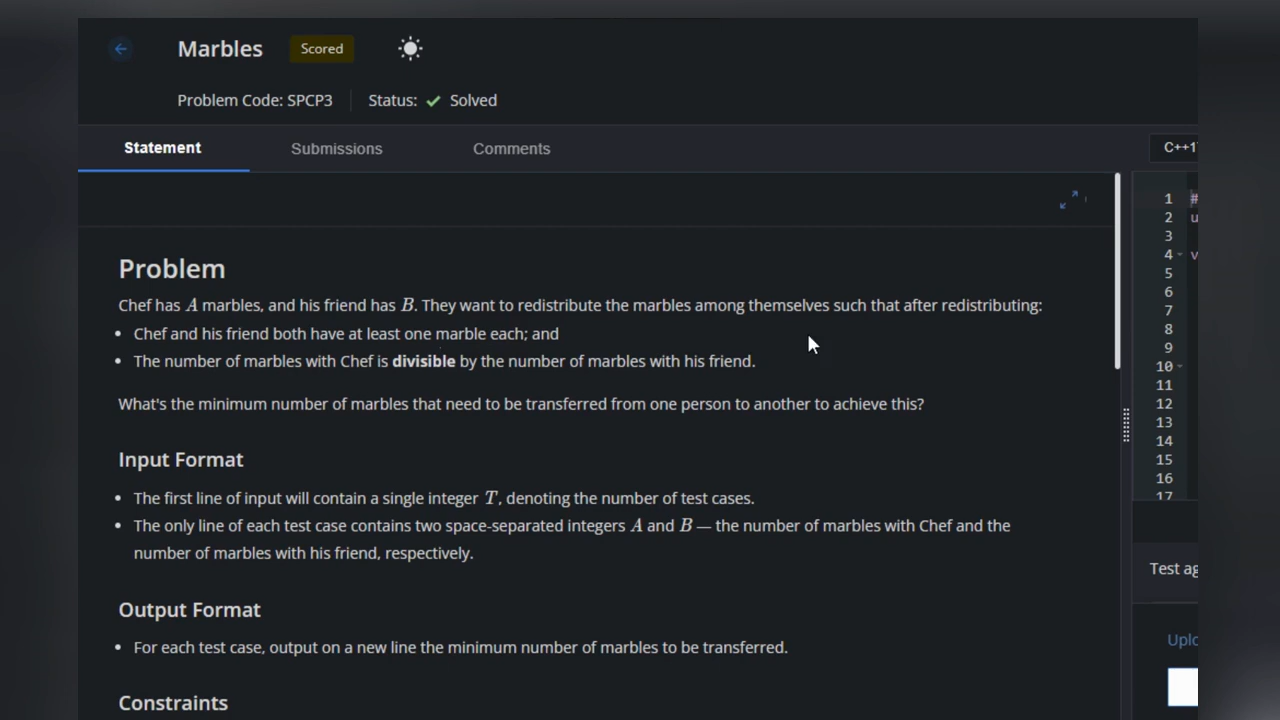 Marbles Scored
Problem Code: SPCP3 Status: Solved
Statement Submissions Comments
C++1
1 #
2 u
3
4 v
5
6
7
8
9
10
11
12
13
14
15
16
17
Problem
Chef has A marbles, and his friend has B. They want to redistribute the marbles among themselves such that after redistributing:
• Chef and his friend both have at least one marble each; and
• The number of marbles with Chef is divisible by the number of marbles with his friend.
What's the minimum number of marbles that need to be transferred from one person to another to achieve this?
Input Format
• The first line of input will contain a single integer T, denoting the number of test cases.
• The only line of each test case contains two space-separated integers A and B — the number of marbles with Chef and the
number of marbles with his friend, respectively.
Output Format
• For each test case, output on a new line the minimum number of marbles to be transferred.
Constraints
Test ag
Uplo